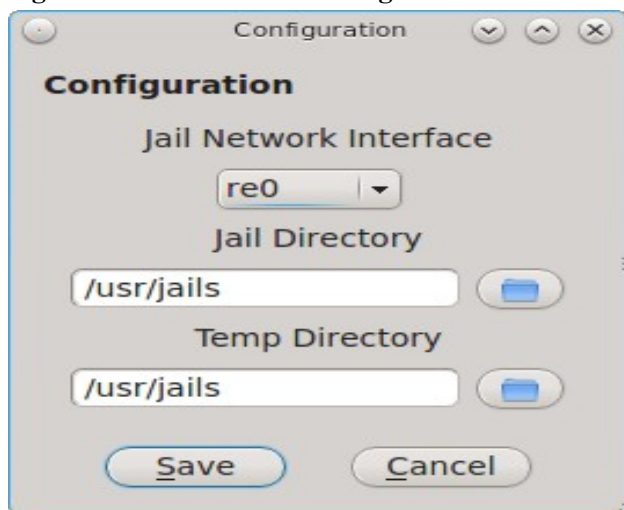 Configuration
Configuration
Jail Network Interface
re0
Jail Directory
/usr/jails
Temp Directory
/usr/jails
Save Cancel